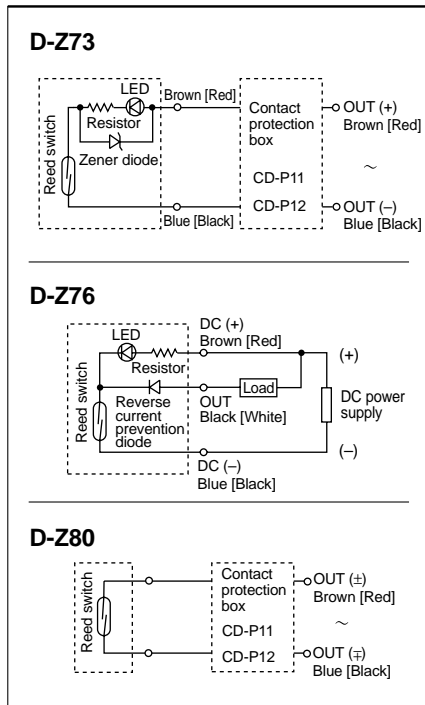 D-Z73
LED
Brown [Red]
Resistor
Zener diode
Reed switch
Blue [Black]
Contact
protection
box
CD-P11
CD-P12
OUT (+)
Brown [Red]
~
OUT (–)
Blue [Black]
D-Z76
LED
DC (+)
Brown [Red]
Resistor
(+)
Load
OUT
Black [White]
Reverse
current
prevention
diode
Reed switch
DC power
supply
(–)
DC (–)
Blue [Black]
D-Z80
Reed switch
Contact
protection
box
CD-P11
CD-P12
OUT (±)
Brown [Red]
~
OUT (∓)
Blue [Black]